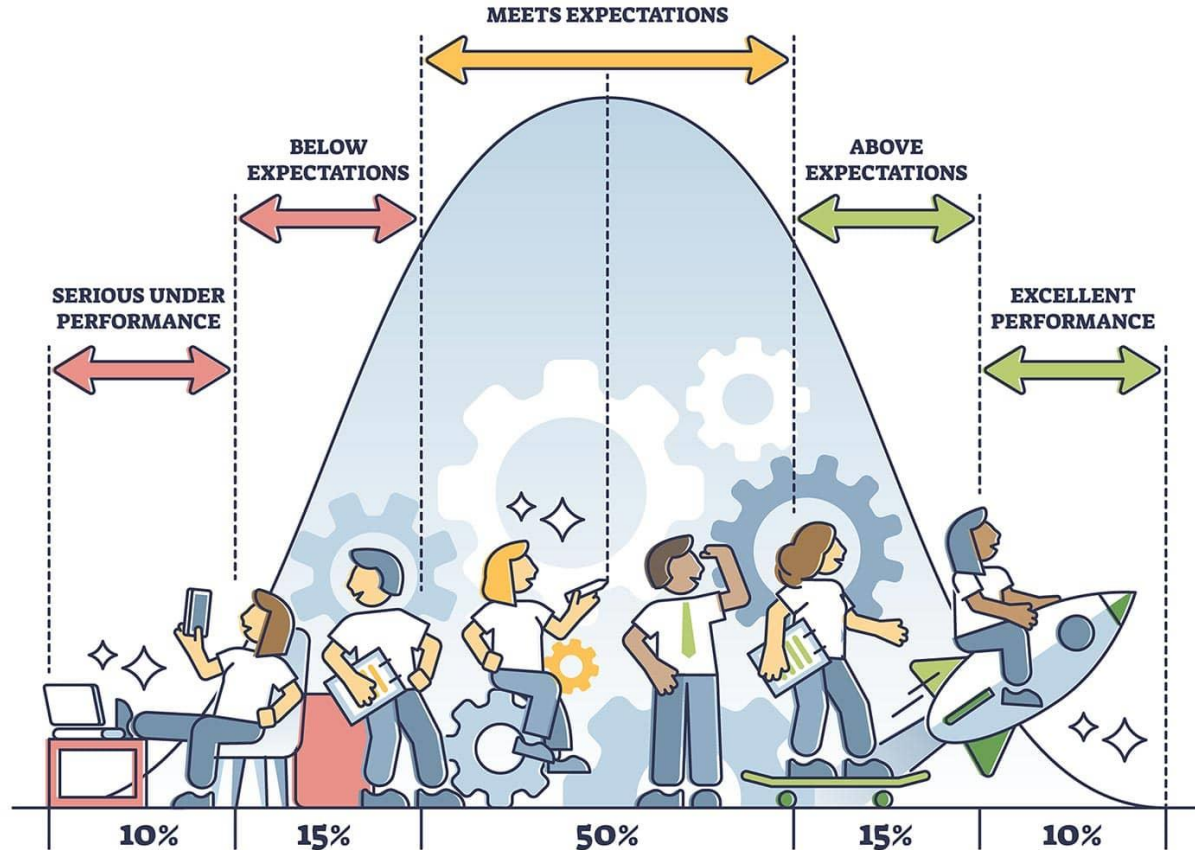 MEETS EXPECTATIONS
BELOW
EXPECTATIONS
ABOVE
EXPECTATIONS
SERIOUS UNDER
PERFORMANCE
EXCELLENT
PERFORMANCE
10%
15%
50%
15%
10%